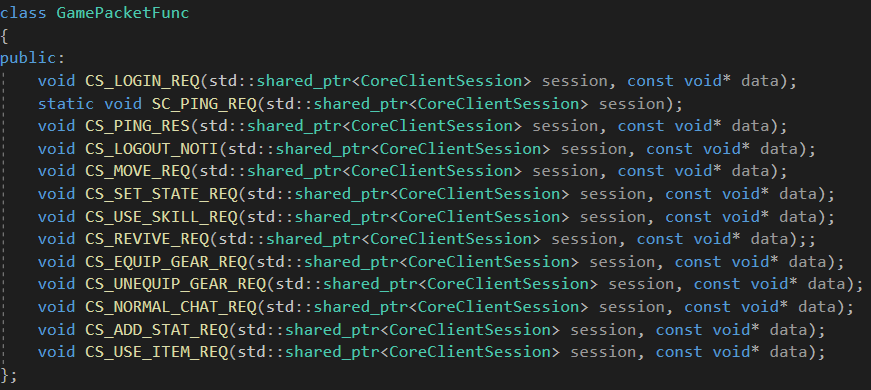 class GamePacketFunc
{
public:
void CS_LOGIN_REQ(std::shared_ptr<CoreClientSession> session, const void* data);
static void SC_PING_REQ(std::shared_ptr<CoreClientSession> session);
void CS_PING_RES(std::shared_ptr<CoreClientSession> session, const void* data);
void CS_LOGOUT_NOTI(std::shared_ptr<CoreClientSession> session, const void* data);
void CS_MOVE_REQ(std::shared_ptr<CoreClientSession> session, const void* data);
void CS_SET_STATE_REQ(std::shared_ptr<CoreClientSession> session, const void* data);
void CS_USE_SKILL_REQ(std::shared_ptr<CoreClientSession> session, const void* data);
void CS_REVIVE_REQ(std::shared_ptr<CoreClientSession> session, const void* data);;
void CS_EQUIP_GEAR_REQ(std::shared_ptr<CoreClientSession> session, const void* data);
void CS_UNEQUIP_GEAR_REQ(std::shared_ptr<CoreClientSession> session, const void* data);
void CS_NORMAL_CHAT_REQ(std::shared_ptr<CoreClientSession> session, const void* data);
void CS_ADD_STAT_REQ(std::shared_ptr<CoreClientSession> session, const void* data);
void CS_USE_ITEM_REQ(std::shared_ptr<CoreClientSession> session, const void* data);
};